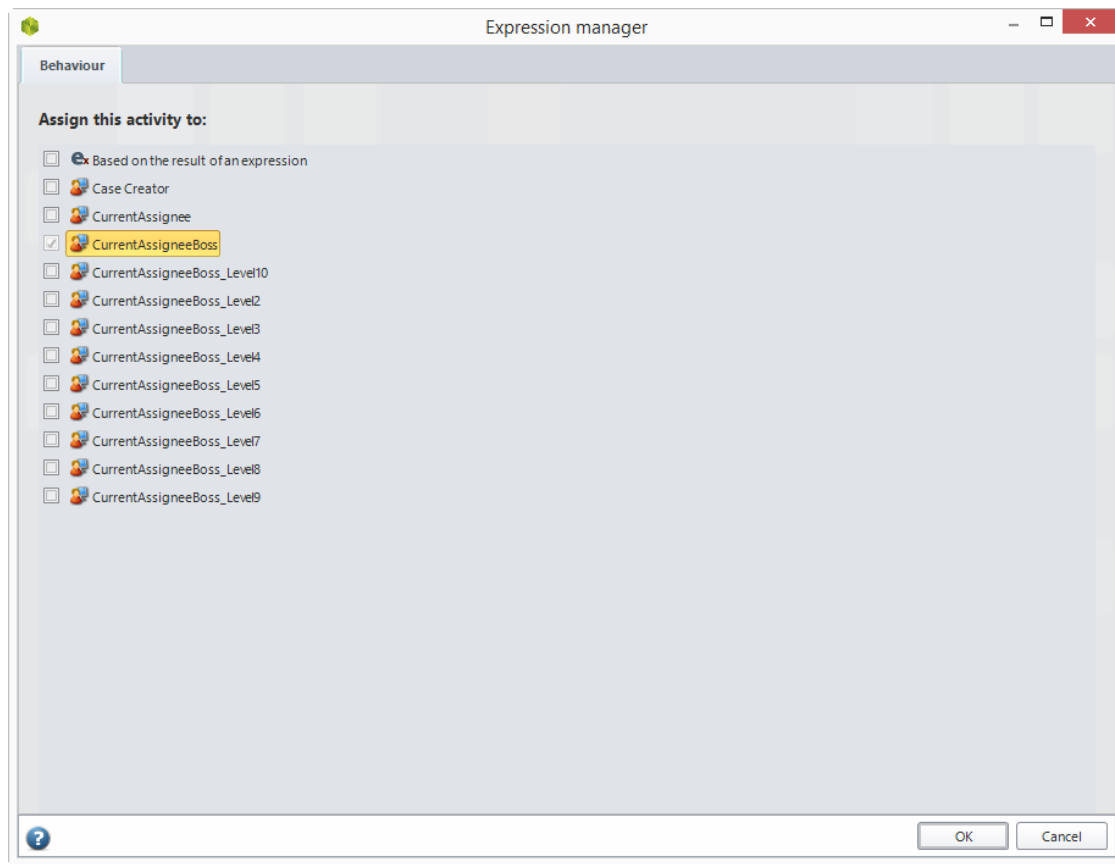 Expression manager
Behaviour
Assign this activity to:
Based on the result of an expression
Case Creator
CurrentAssignee
CurrentAssigneeBoss
CurrentAssigneeBoss_Level10
CurrentAssigneeBoss_Level2
CurrentAssigneeBoss_Level3
CurrentAssigneeBoss_Level4
CurrentAssigneeBoss_Level5
CurrentAssigneeBoss_Level6
CurrentAssigneeBoss_Level7
CurrentAssigneeBoss_Level8
CurrentAssigneeBoss_Level9
OK Cancel